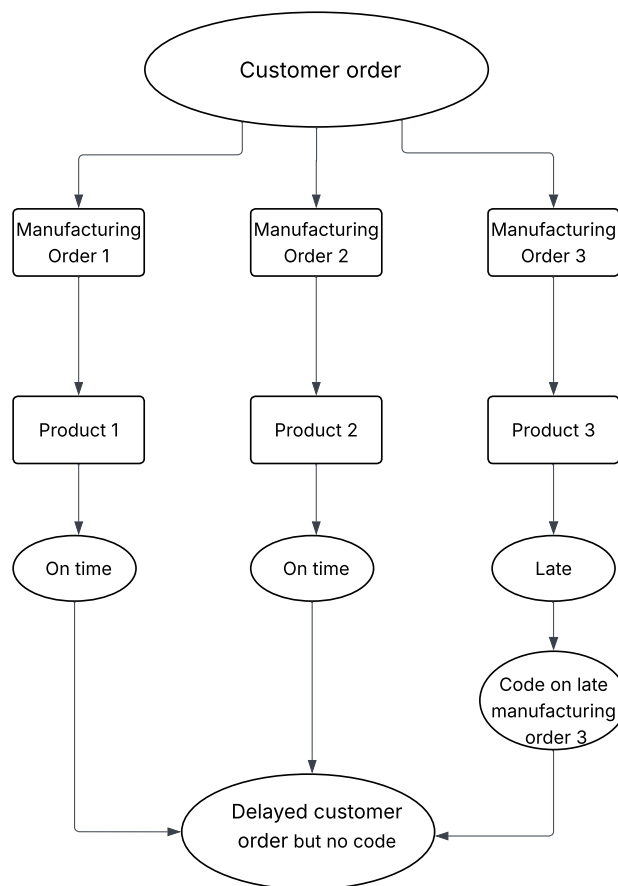 Customer order
Manufacturing
Order 1
Manufacturing
Order 2
Manufacturing
Order 3
Product 1
Product 2
Product 3
On time
On time
Late
Code on late
manufacturing
order 3
Delayed customer
order but no code